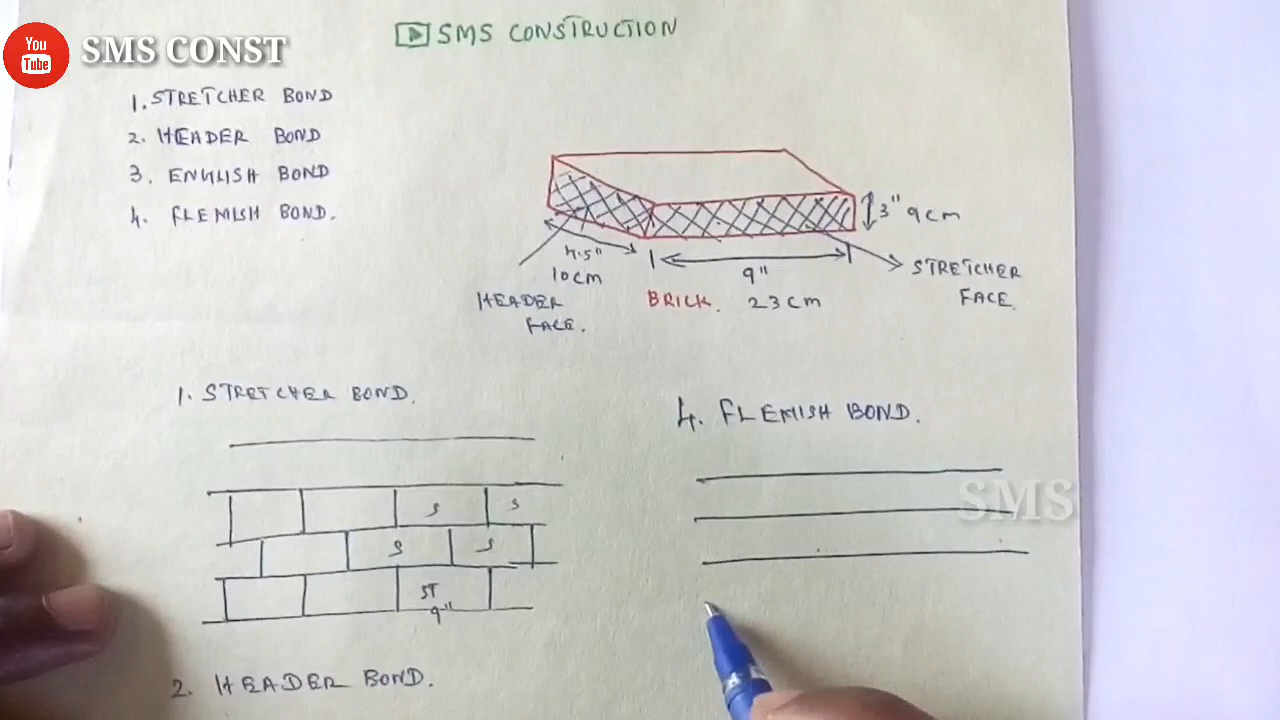 You
Tube
SMS CONST
SMS CONSTRUCTION
1. STRETCHER BOND
2. HEADER BOND
3. ENGLISH BOND
4. FLEMISH BOND.
3" 9cm
4.5"
10cm
9"
23cm
STRETCHER
FACE.
HEADER
FACE.
BRICK.
1. STRETCHER BOND.
S
S
S
S
ST
9"
4. FLEMISH BOND.
SMS
2. HEADER BOND.